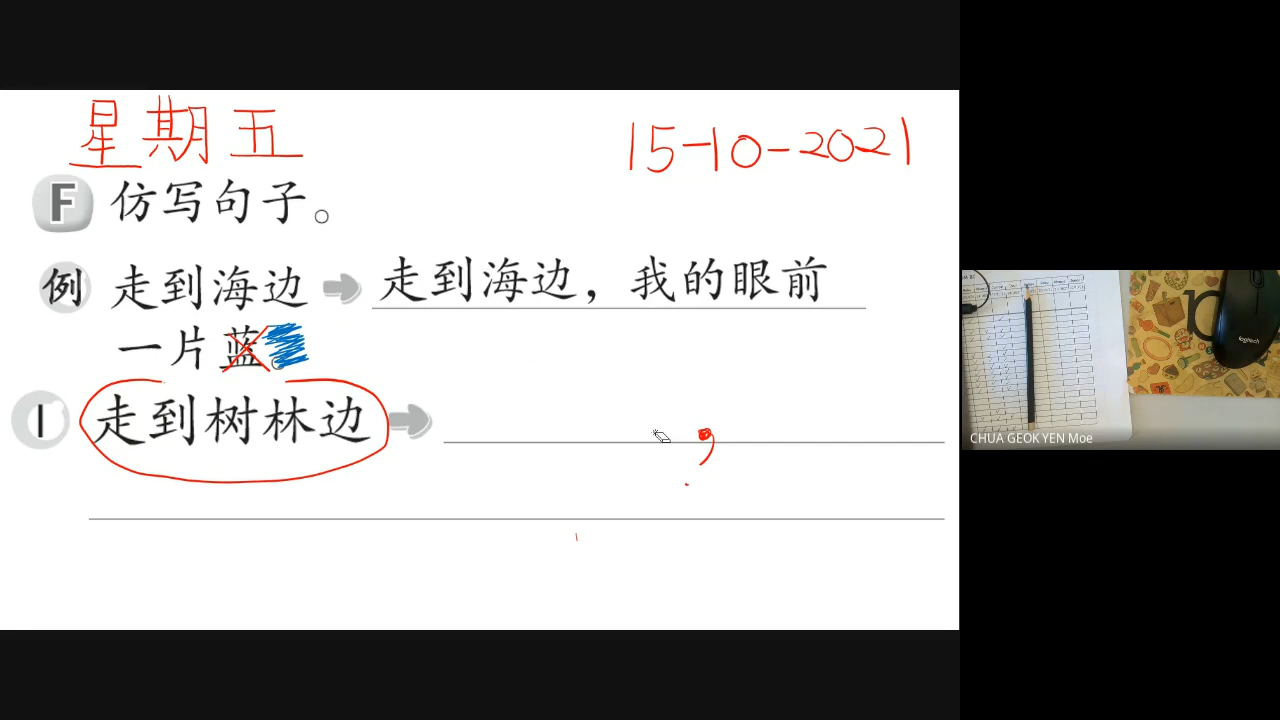 星期五
15-10-2021
F 仿写句子。
例 走到海边 走到海边，我的眼前
一片蓝。
1 走到树林边 ，
CHUA GEOK YEN Moe
logitech